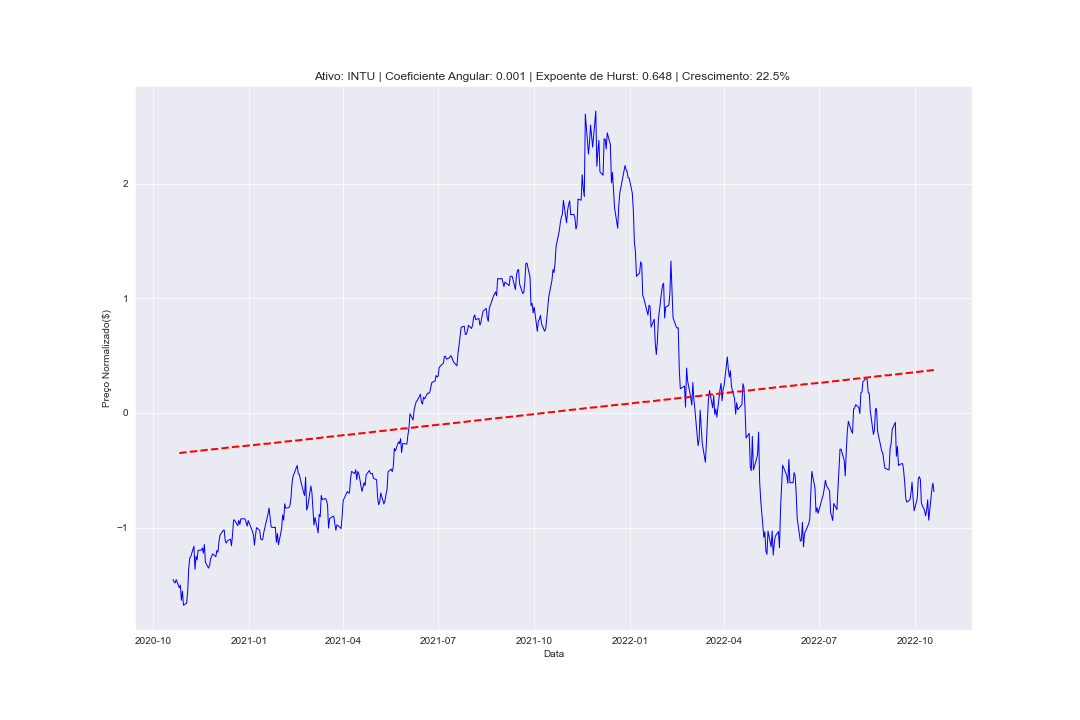 Ativo: INTU | Coeficiente Angular: 0.001 | Expoente de Hurst: 0.648 | Crescimento: 22.5%
Preço Normalizado($)
2
1
0
−1
2020-10 2021-01 2021-04 2021-07 2021-10 2022-01 2022-04 2022-07 2022-10
Data